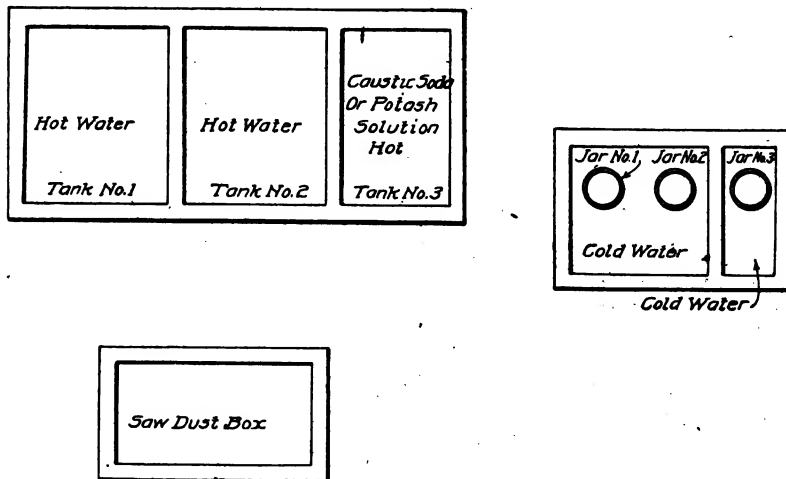 Hot Water
Tank No.1
Hot Water
Tank No.2
Caustic Soda
Or Potash
Solution
Hot
Tank No.3
Jar No.1
Jar No.2
Jar No.3
Cold Water
Cold Water
Saw Dust Box